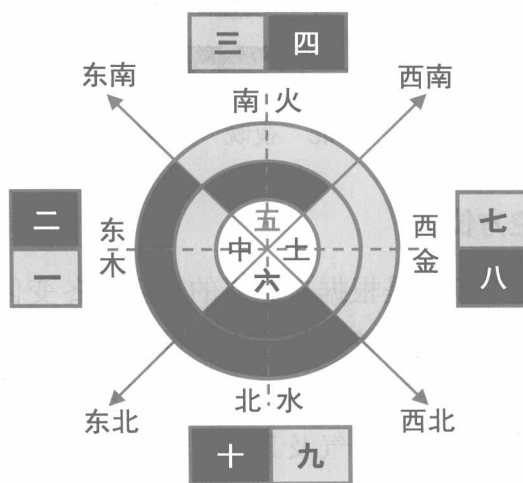 三 四
东南 西南
南 火
二
一
东
木
五
中 土
六
西
金
七
八
北 水
东北 西北
十 九